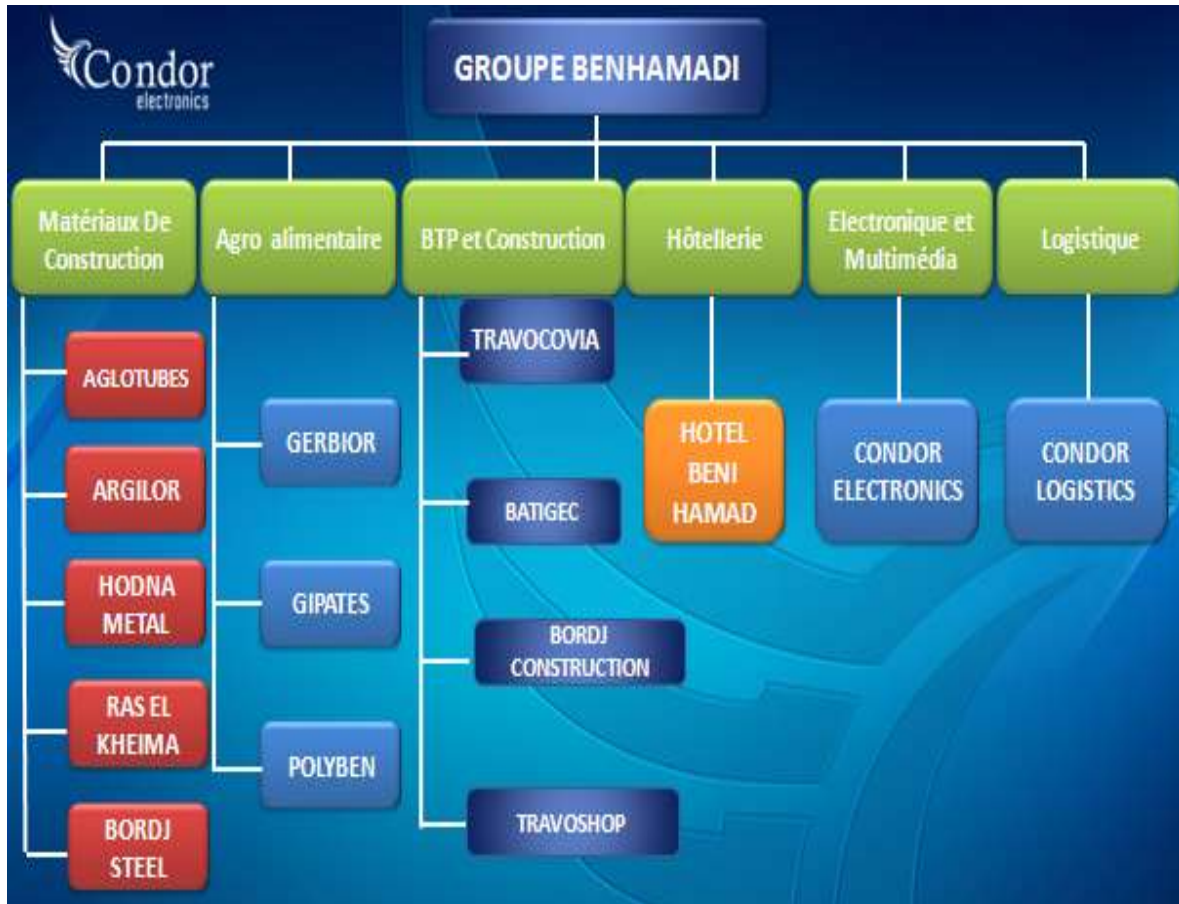 Condor
electronics
GROUPE BENHAMADI
Matériaux De
Construction
Agro alimentaire
BTP et Construction
Hôtellerie
Electronique et
Multimédia
Logistique
AGLOTUBES
ARGILOR
HODNA
METAL
RAS EL
KHEIMA
BORDJ
STEEL
GERBIOR
GIPATES
POLYBEN
TRAVOCOVIA
BATIGEC
BORDJ
CONSTRUCTION
TRAVOSHOP
HOTEL
BENI
HAMAD
CONDOR
ELECTRONICS
CONDOR
LOGISTICS